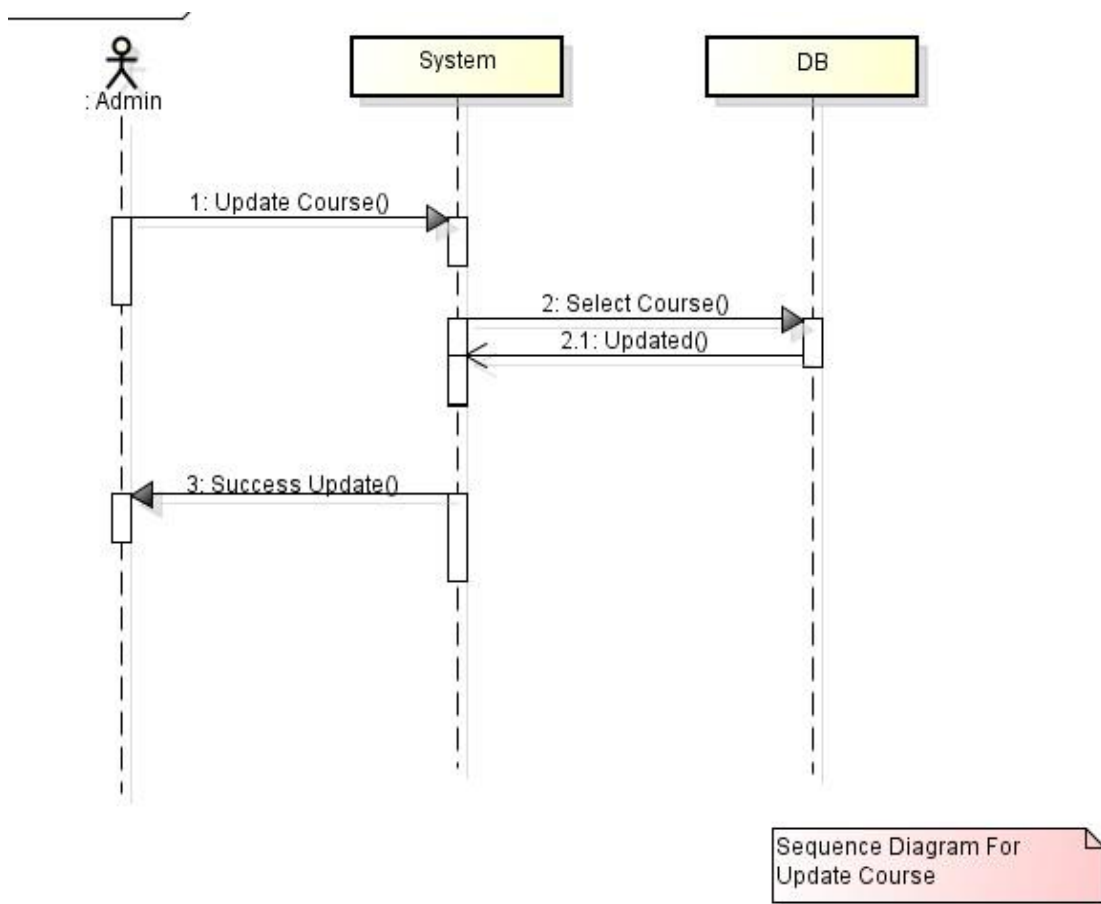 : Admin
System
DB
1: Update Course()
2: Select Course()
2.1: Updated()
3: Success Update()
Sequence Diagram For
Update Course